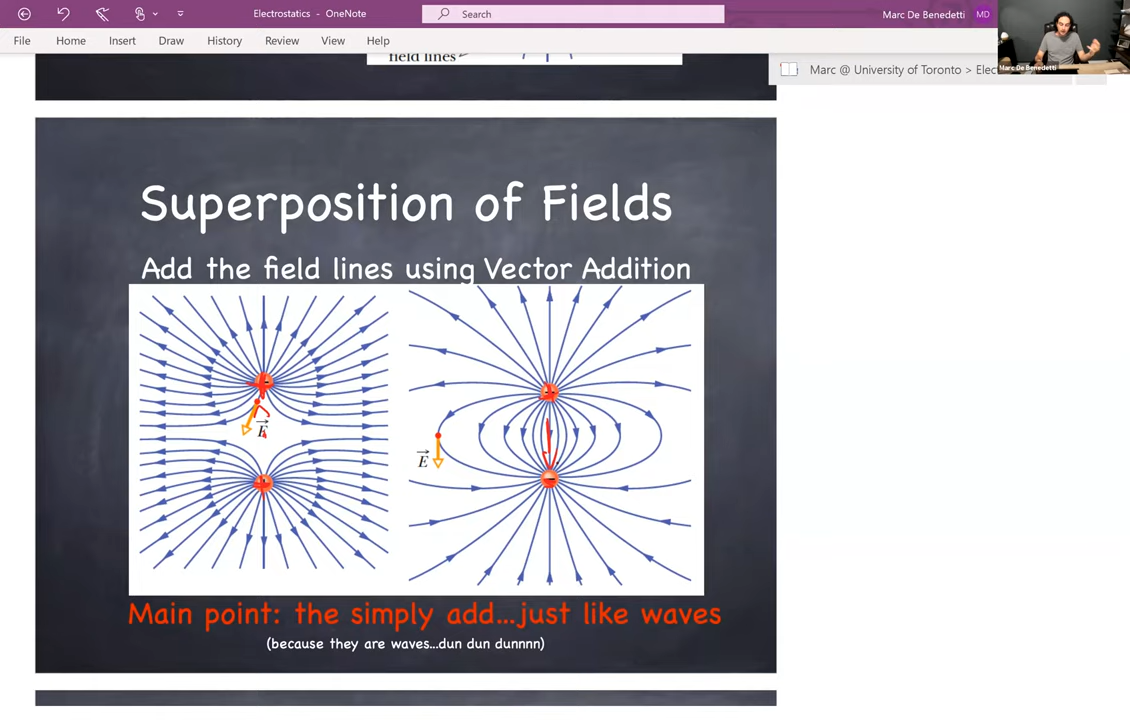 Electrostatics - OneNote
Search
Marc De Benedetti
MD
File Home Insert Draw History Review View Help
Marc De Benedetti
field lines
Marc @ University of Toronto > Elec
Superposition of Fields
Add the field lines using Vector Addition
E
E
Main point: the simply add...just like waves
(because they are waves...dun dun dunnnn)